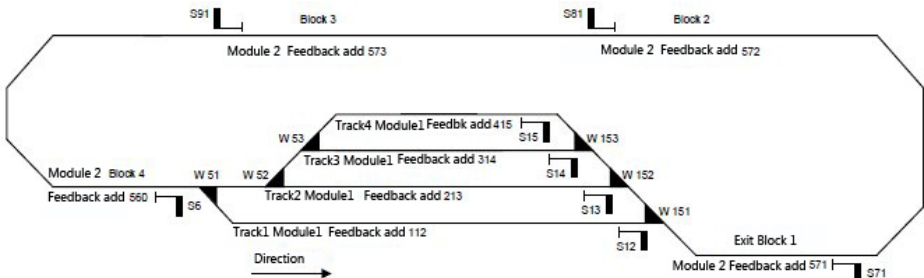 S91
Block 3
S81
Block 2
Module 2 Feedback add 573
Module 2 Feedback add 572
W 53
Track4 Module1 Feedbk add 415
S15
W 153
Track3 Module1 Feedback add 314
S14
Module 2 Block 4
W 51
W 52
W 152
Feedback add 560
S6
Track2 Module1 Feedback add 213
S13
W 151
Track1 Module1 Feedback add 112
S12
Exit Block 1
Direction
Module 2 Feedback add 571
S71